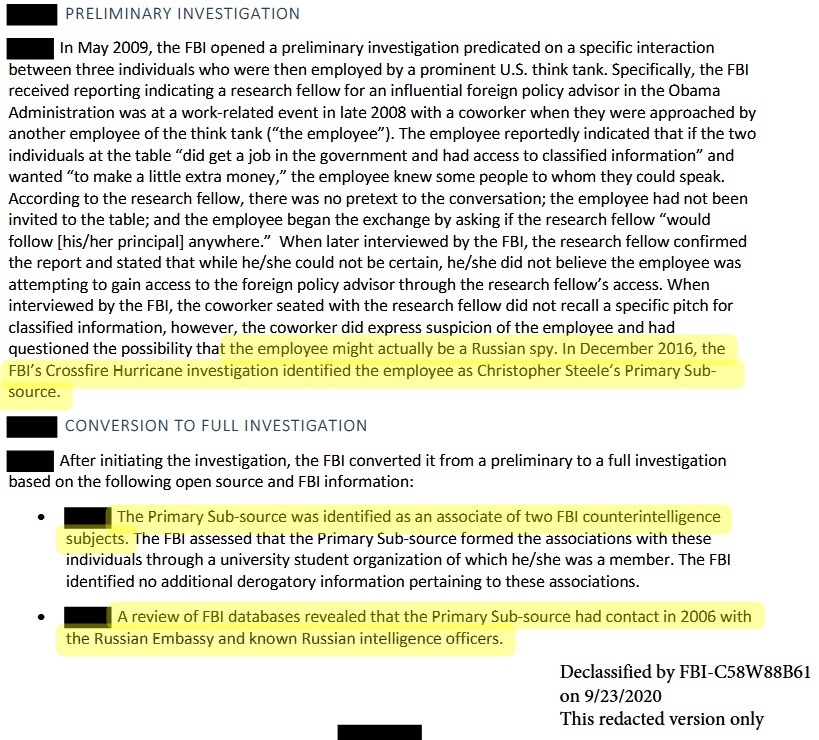 PRELIMINARY INVESTIGATION
In May 2009, the FBI opened a preliminary investigation predicated on a specific interaction
between three individuals who were then employed by a prominent U.S. think tank. Specifically, the FBI
received reporting indicating a research fellow for an influential foreign policy advisor in the Obama
Administration was at a work-related event in late 2008 with a coworker when they were approached by
another employee of the think tank (“the employee”). The employee reportedly indicated that if the two
individuals at the table “did get a job in the government and had access to classified information” and
wanted “to make a little extra money,” the employee knew some people to whom they could speak.
According to the research fellow, there was no pretext to the conversation; the employee had not been
invited to the table; and the employee began the exchange by asking if the research fellow “would
follow [his/her principal] anywhere.” When later interviewed by the FBI, the research fellow confirmed
the report and stated that while he/she could not be certain, he/she did not believe the employee was
attempting to gain access to the foreign policy advisor through the research fellow’s access. When
interviewed by the FBI, the coworker seated with the research fellow did not recall a specific pitch for
classified information, however, the coworker did express suspicion of the employee and had
questioned the possibility that the employee might actually be a Russian spy. In December 2016, the
FBI’s Crossfire Hurricane investigation identified the employee as Christopher Steele’s Primary Sub-
source.
CONVERSION TO FULL INVESTIGATION
After initiating the investigation, the FBI converted it from a preliminary to a full investigation
based on the following open source and FBI information:
• The Primary Sub-source was identified as an associate of two FBI counterintelligence
subjects. The FBI assessed that the Primary Sub-source formed the associations with these
individuals through a university student organization of which he/she was a member. The FBI
identified no additional derogatory information pertaining to these associations.
• A review of FBI databases revealed that the Primary Sub-source had contact in 2006 with
the Russian Embassy and known Russian intelligence officers.
Declassified by FBI-C58W88B61
on 9/23/2020
This redacted version only